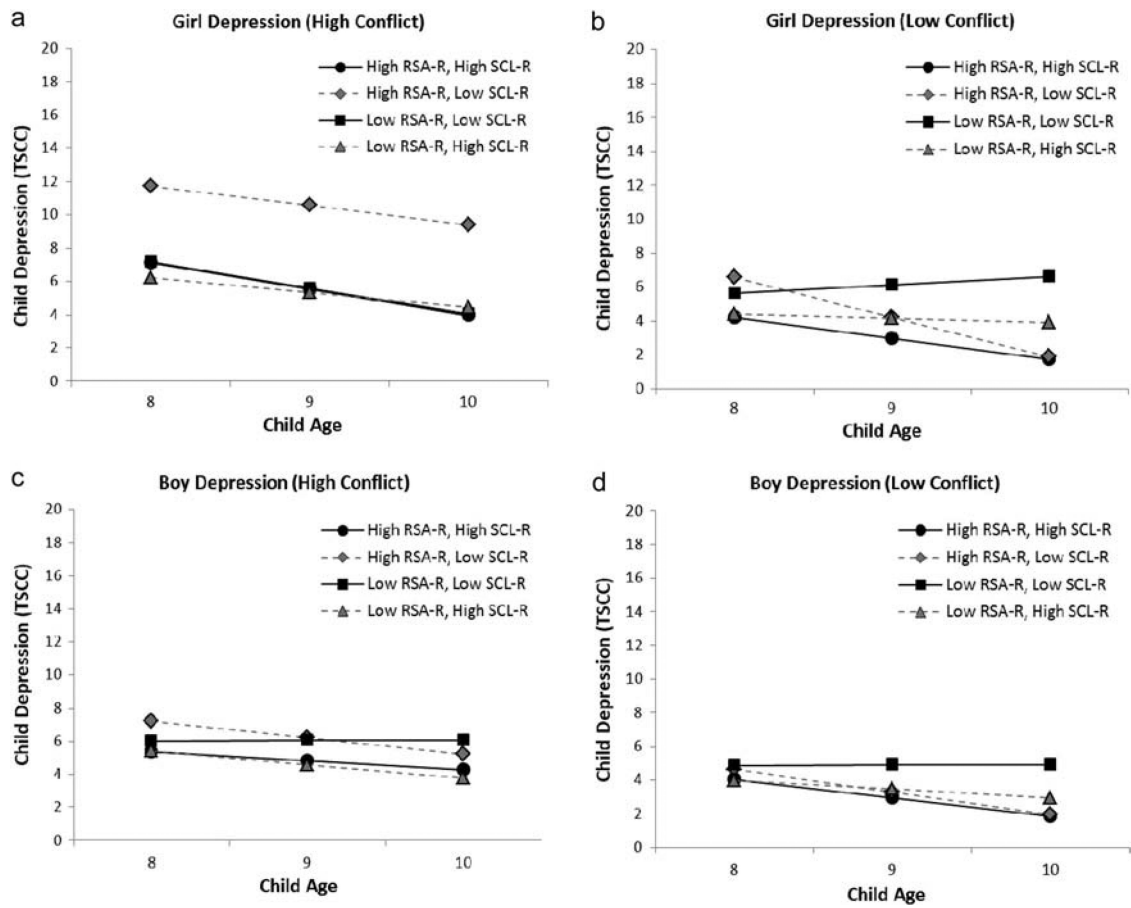 a
Girl Depression (High Conflict)
Child Depression (TSCC)
20
18
16
14
12
10
8
6
4
2
0
High RSA-R, High SCL-R
High RSA-R, Low SCL-R
Low RSA-R, Low SCL-R
Low RSA-R, High SCL-R
8 9 10
Child Age
b
Girl Depression (Low Conflict)
Child Depression (TSCC)
20
18
16
14
12
10
8
6
4
2
0
High RSA-R, High SCL-R
High RSA-R, Low SCL-R
Low RSA-R, Low SCL-R
Low RSA-R, High SCL-R
8 9 10
Child Age
c
Boy Depression (High Conflict)
Child Depression (TSCC)
20
18
16
14
12
10
8
6
4
2
0
High RSA-R, High SCL-R
High RSA-R, Low SCL-R
Low RSA-R, Low SCL-R
Low RSA-R, High SCL-R
8 9 10
Child Age
d
Boy Depression (Low Conflict)
Child Depression (TSCC)
20
18
16
14
12
10
8
6
4
2
0
High RSA-R, High SCL-R
High RSA-R, Low SCL-R
Low RSA-R, Low SCL-R
Low RSA-R, High SCL-R
8 9 10
Child Age